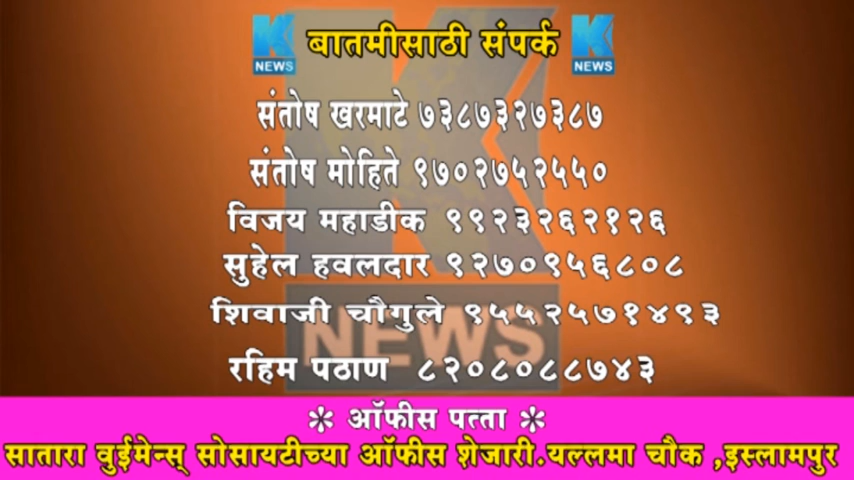 K NEWS बातमीसाठी संपर्क K NEWS
संतोष खरमाटे ७३८७३२७३८७
संतोष मोहिते ९७०२७५२५५०
विजय महाडीक ९९२३२६२१२६
सुहेल हवलदार ९२७०९५६८०८
शिवाजी चौगुले ९५५२५७१४९३
रहिम पठाण ८२०८०८८७४३
K NEWS
✻ ऑफीस पत्ता ✻
सातारा वुईमेन्स् सोसायटीच्या ऑफीस शेजारी.यल्लमा चौक ,इस्लामपुर